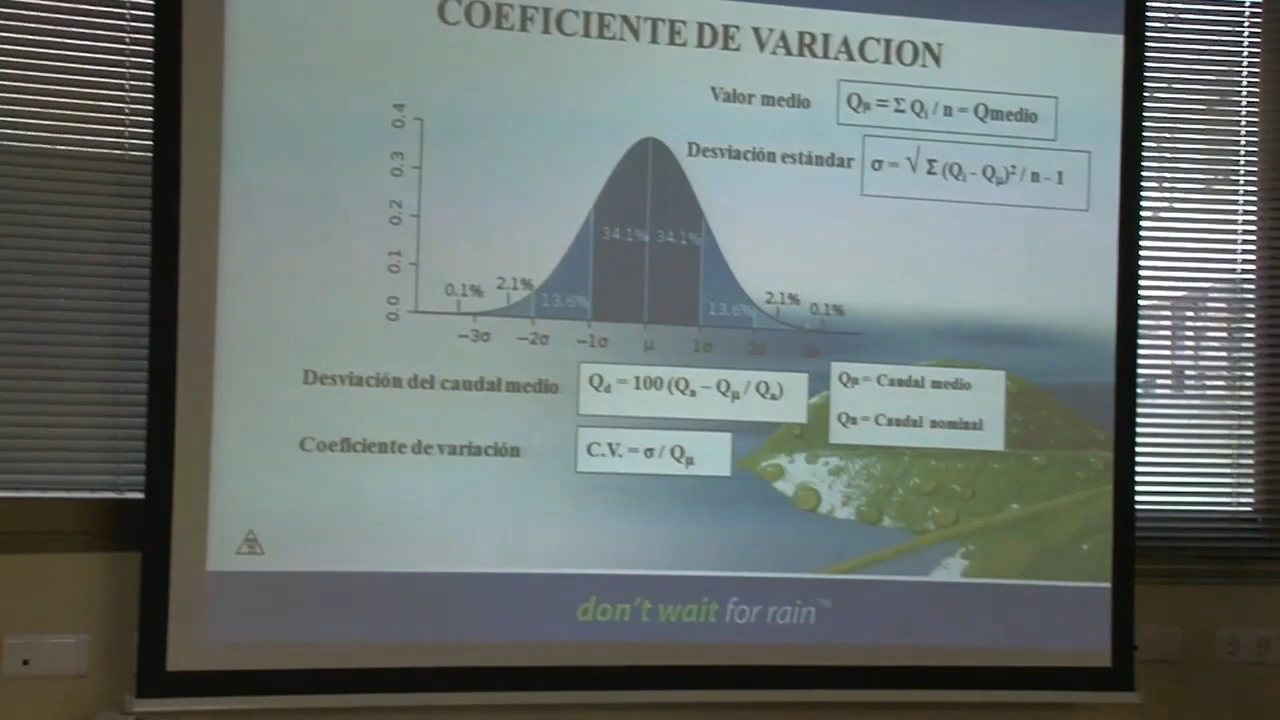 COEFICIENTE DE VARIACION
Valor medio
Qμ = Σ Qi / n = Qmedio
Desviación estándar
σ = √ Σ (Qi - Qμ)² / n - 1
0.4
0.3
0.2
0.1
0.0
34.1% 34.1%
0.1% 2.1% 13.6% 13.6% 2.1% 0.1%
−3σ −2σ −1σ μ 1σ 2σ
Desviación del caudal medio
Qd = 100 (Qn – Qμ / Qn)
Qμ = Caudal medio
Qn = Caudal nominal
Coeficiente de variación
C.V. = σ / Qμ
don't wait for rain™